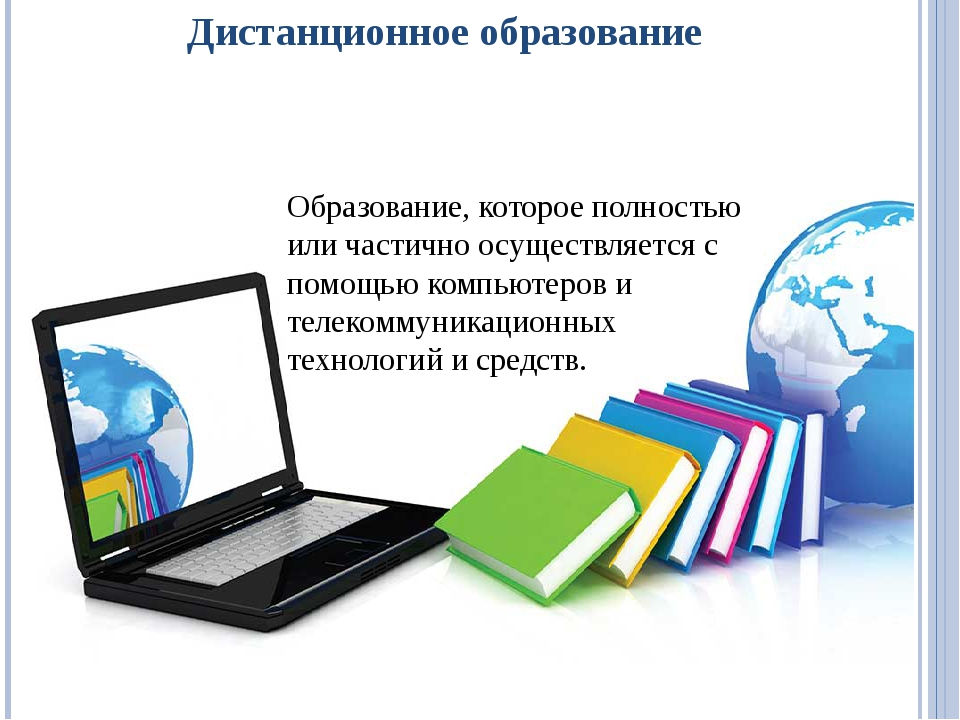 Дистанционное образование
Образование, которое полностью
или частично осуществляется с
помощью компьютеров и
телекоммуникационных
технологий и средств.